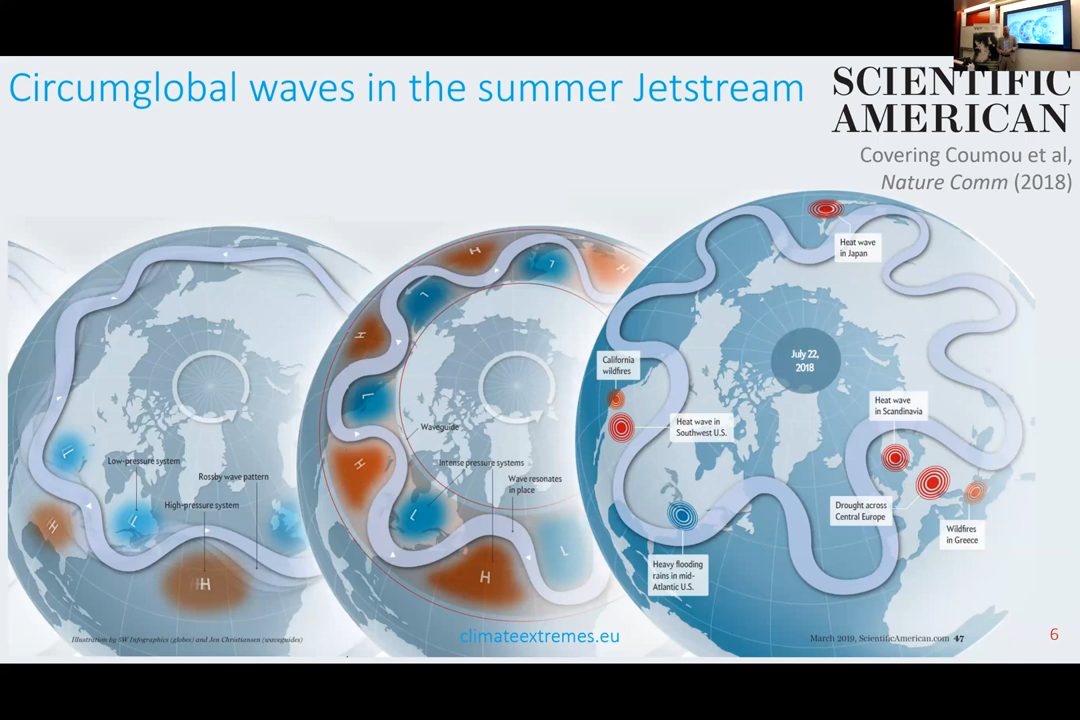 Circumglobal waves in the summer Jetstream
SCIENTIFIC
AMERICAN
Covering Coumou et al,
Nature Comm (2018)
L
H
Low-pressure system
L
Rossby wave pattern
High-pressure system
H
H
L
H
L
H
L
H
Waveguide
Intense pressure systems
Wave resonates
in place
L
H
L
Heat wave
in Japan
July 22,
2018
California
wildfires
Heat wave in
Southwest U.S.
Heat wave
in Scandinavia
Drought across
Central Europe
Wildfires
in Greece
Heavy flooding
rains in mid-
Atlantic U.S.
Illustration by 5W Infographics (globes) and Jen Christiansen (waveguides)
climateextremes.eu
March 2019, ScientificAmerican.com 47
6